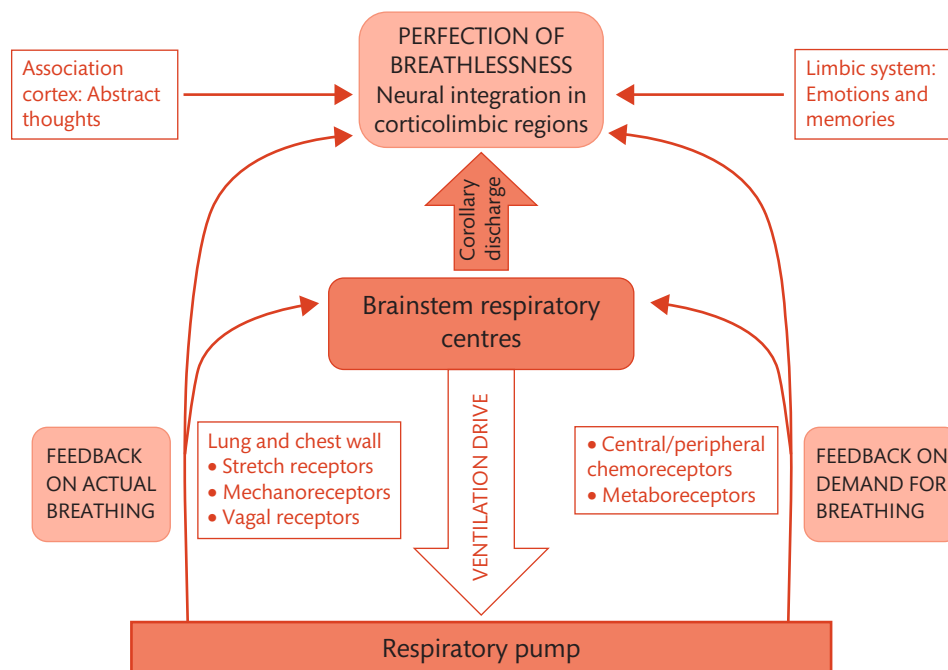 PERFECTION OF
BREATHLESSNESS
Neural integration in
corticolimbic regions
Association
cortex: Abstract
thoughts
Limbic system:
Emotions and
memories
Corollary
discharge
Brainstem respiratory
centres
FEEDBACK
ON ACTUAL
BREATHING
Lung and chest wall
• Stretch receptors
• Mechanoreceptors
• Vagal receptors
VENTILATION DRIVE
• Central/peripheral
chemoreceptors
• Metaboreceptors
FEEDBACK ON
DEMAND FOR
BREATHING
Respiratory pump